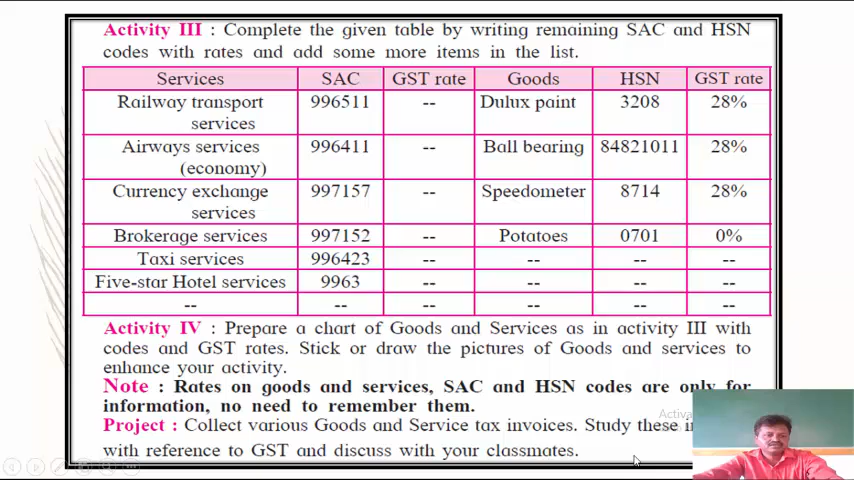 Activity III : Complete the given table by writing remaining SAC and HSN
codes with rates and add some more items in the list.
Services SAC GST rate Goods HSN GST rate
Railway transport services 996511 -- Dulux paint 3208 28%
Airways services (economy) 996411 -- Ball bearing 84821011 28%
Currency exchange services 997157 -- Speedometer 8714 28%
Brokerage services 997152 -- Potatoes 0701 0%
Taxi services 996423 -- -- -- --
Five-star Hotel services 9963 -- -- -- --
-- -- -- -- -- --
Activity IV : Prepare a chart of Goods and Services as in activity III with
codes and GST rates. Stick or draw the pictures of Goods and services to
enhance your activity.
Note : Rates on goods and services, SAC and HSN codes are only for
information, no need to remember them.
Activa
Project : Collect various Goods and Service tax invoices. Study these
with reference to GST and discuss with your classmates.